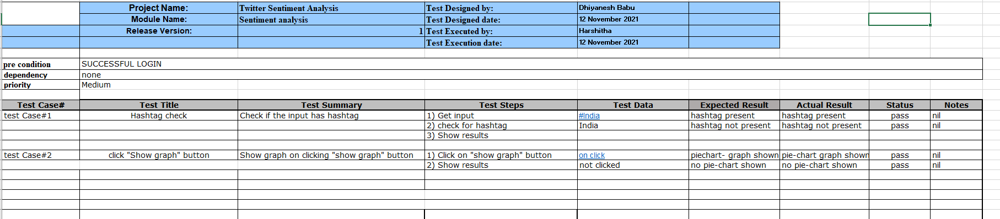 Project Name: Twitter Sentiment Analysis Test Designed by: Dhiyanesh Babu
Module Name: Sentiment analysis Test Designed date: 12 November 2021
Release Version: 1 Test Executed by: Harshitha
Test Execution date: 12 November 2021
pre condition SUCCESSFUL LOGIN
dependency none
priority Medium
Test Case# Test Title Test Summary Test Steps Test Data Expected Result Actual Result Status Notes
test Case#1 Hashtag check Check if the input has hashtag 1) Get input #India hashtag present hashtag present pass nil
2) check for hashtag India hashtag not present hashtag not present pass nil
3) Show results
test Case#2 click "Show graph" button Show graph on clicking "show graph" button 1) Click on "show graph" button on click piechart- graph shown pie-chart graph shown pass nil
2) Show results not clicked no pie-chart shown no pie-chart shown pass nil